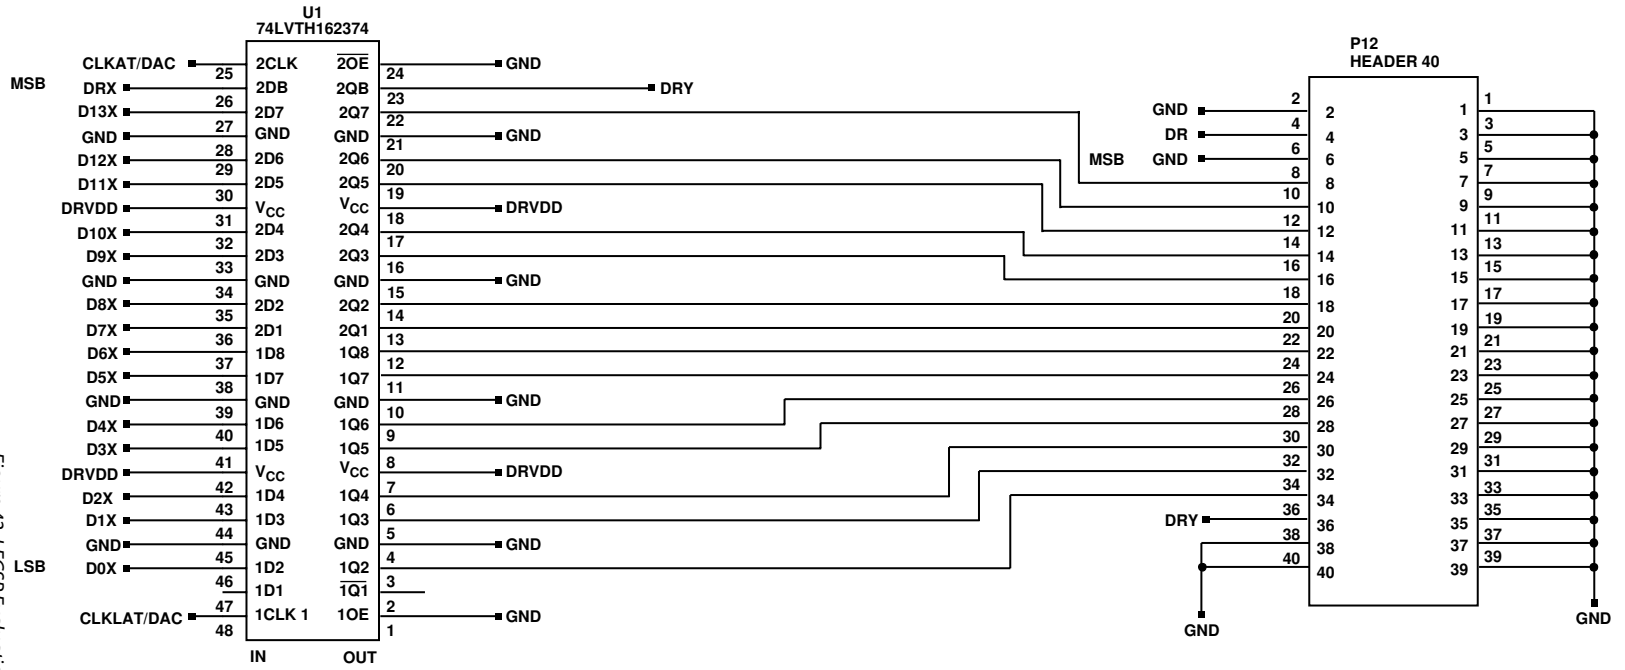 U1
74LVTH162374
CLKAT/DAC 25 2CLK 2OE 24 GND
MSB DRX 26 2DB 2QB 23 DRY
D13X 27 2D7 2Q7 22
GND 28 GND GND 21 GND
D12X 29 2D6 2Q6 20
D11X 30 2D5 2Q5 19
DRVDD 31 VCC VCC 18 DRVDD
D10X 32 2D4 2Q4 17
D9X 33 2D3 2Q3 16
GND 34 GND GND 15 GND
D8X 35 2D2 2Q2 14
D7X 36 2D1 2Q1 13
D6X 37 1D8 1Q8 12
D5X 38 1D7 1Q7 11
GND 39 GND GND 10 GND
D4X 40 1D6 1Q6 9
D3X 41 1D5 1Q5 8
DRVDD 42 VCC VCC 7 DRVDD
D2X 43 1D4 1Q4 6
D1X 44 1D3 1Q3 5
GND 45 GND GND 4 GND
LSB D0X 46 1D2 1Q2 3
47 1D1 1Q1 2
CLKLAT/DAC 48 1CLK 1 1OE 1 GND
IN OUT
P12
HEADER 40
GND 2 2 1 1
DR 4 4 3 3
MSB GND 6 6 5 5
8 8 7 7
10 10 9 9
12 12 11 11
14 14 13 13
16 16 15 15
18 18 17 17
20 20 19 19
22 22 21 21
24 24 23 23
26 26 25 25
28 28 27 27
30 30 29 29
32 32 31 31
34 34 33 33
DRY 36 36 35 35
38 38 37 37
40 40 39 39
GND
GND